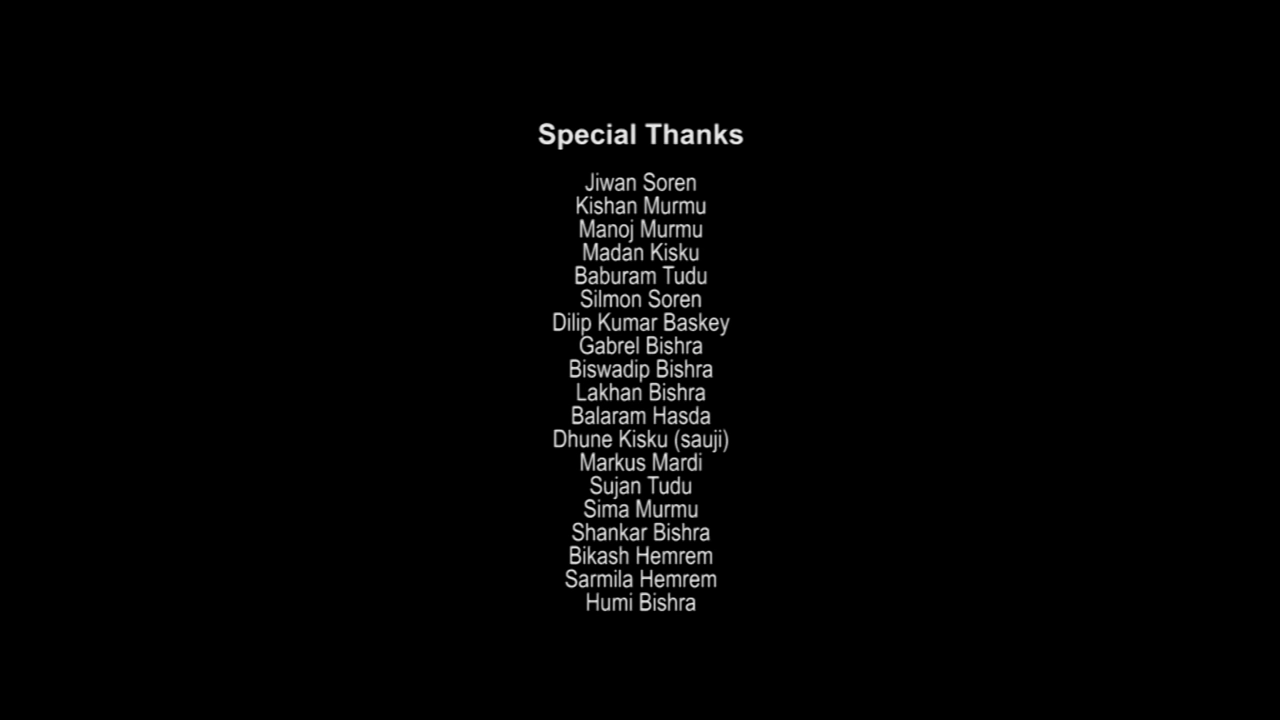 Special Thanks
Jiwan Soren
Kishan Murmu
Manoj Murmu
Madan Kisku
Baburam Tudu
Silmon Soren
Dilip Kumar Baskey
Gabrel Bishra
Biswadip Bishra
Lakhan Bishra
Balaram Hasda
Dhune Kisku (sauji)
Markus Mardi
Sujan Tudu
Sima Murmu
Shankar Bishra
Bikash Hemrem
Sarmila Hemrem
Humi Bishra